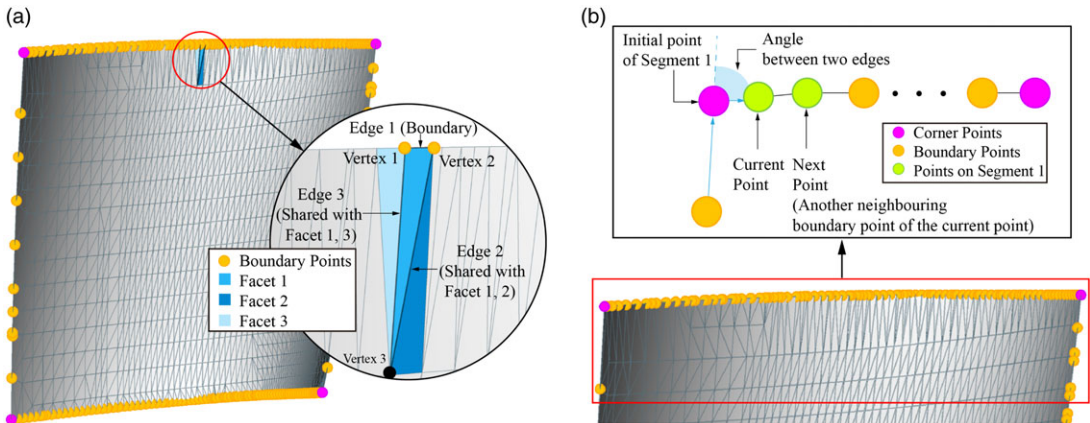 (a)
Edge 1 (Boundary)
Vertex 1
Vertex 2
Edge 3
(Shared with
Facet 1, 3)
Edge 2
(Shared with
Facet 1, 2)
Vertex 3
Boundary Points
Facet 1
Facet 2
Facet 3
(b)
Initial point
of Segment 1
Angle
between two edges
Current
Point
Next
Point
(Another neighbouring
boundary point of the current point)
Corner Points
Boundary Points
Points on Segment 1